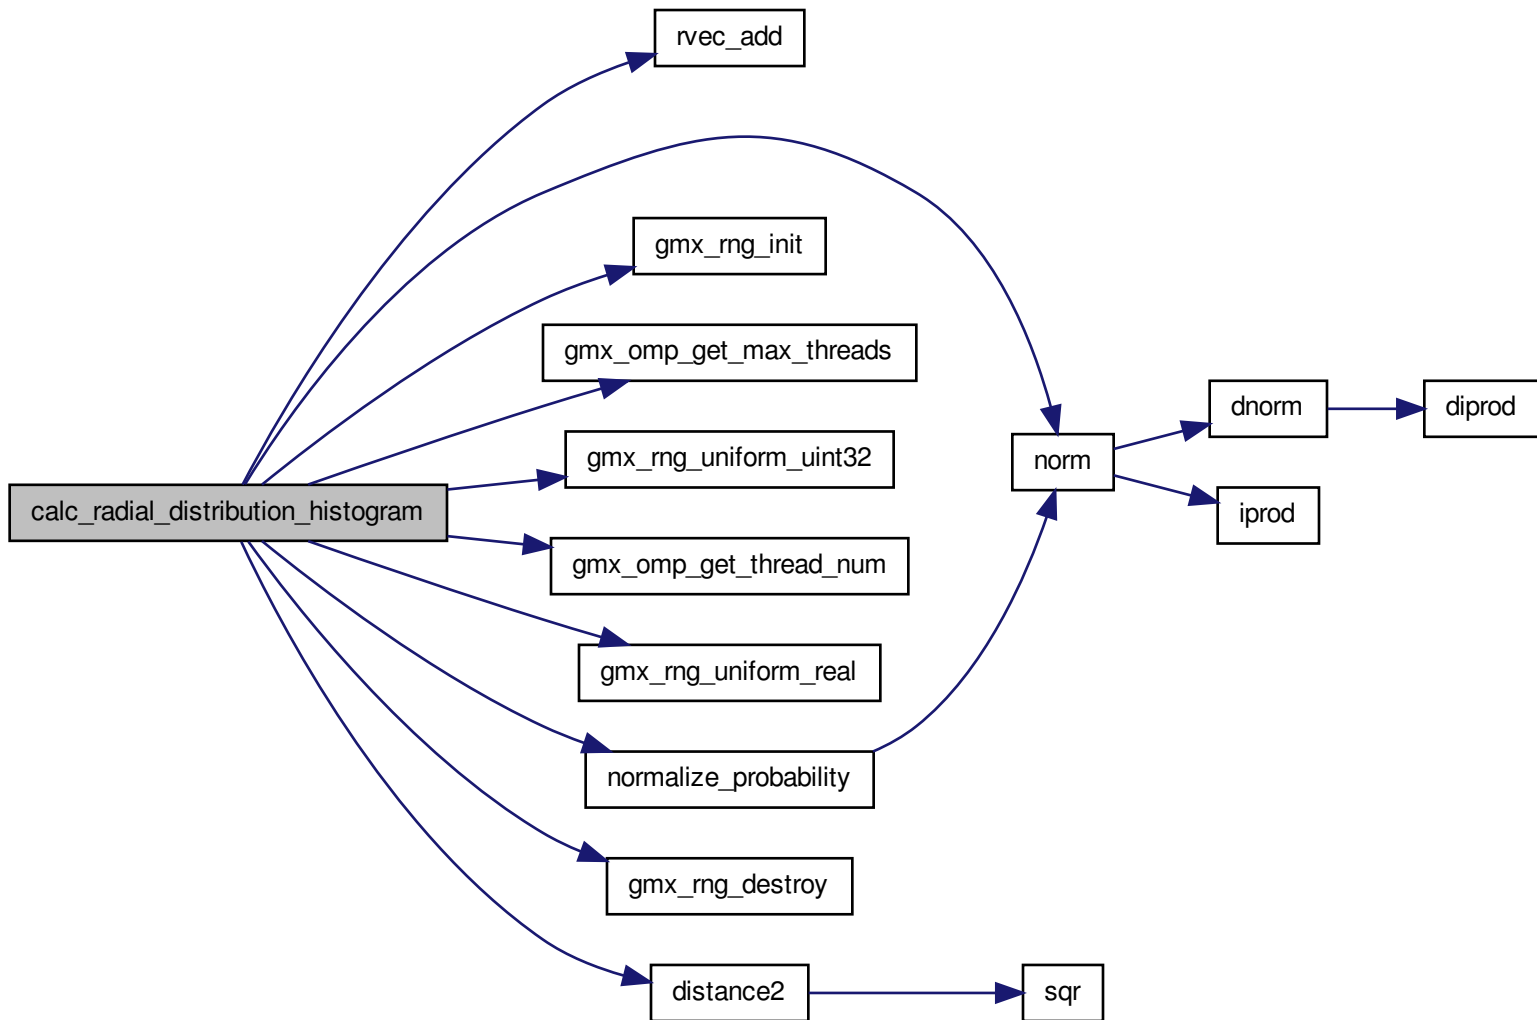 rvec_add
gmx_rng_init
gmx_omp_get_max_threads
gmx_rng_uniform_uint32
calc_radial_distribution_histogram
gmx_omp_get_thread_num
gmx_rng_uniform_real
normalize_probability
gmx_rng_destroy
distance2
norm
dnorm
iprod
diprod
sqr